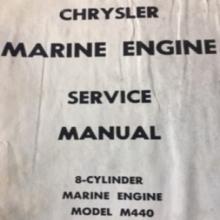 CHRYSLER
MARINE ENGINE
SERVICE
MANUAL
8-CYLINDER
MARINE ENGINE
MODEL M440